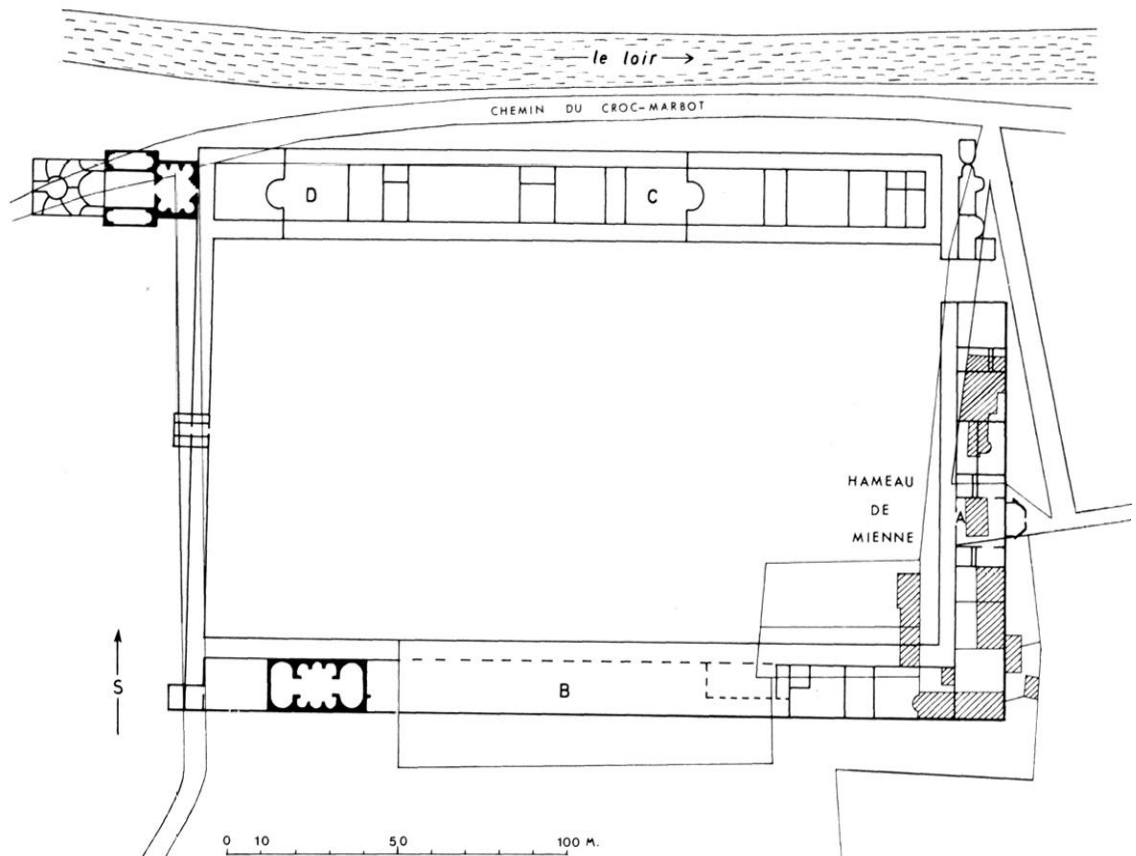 le loir
CHEMIN DU CROC-MARBOT
D
C
HAMEAU
DE
MIENNE
A
S
B
0 10 50 100 M.